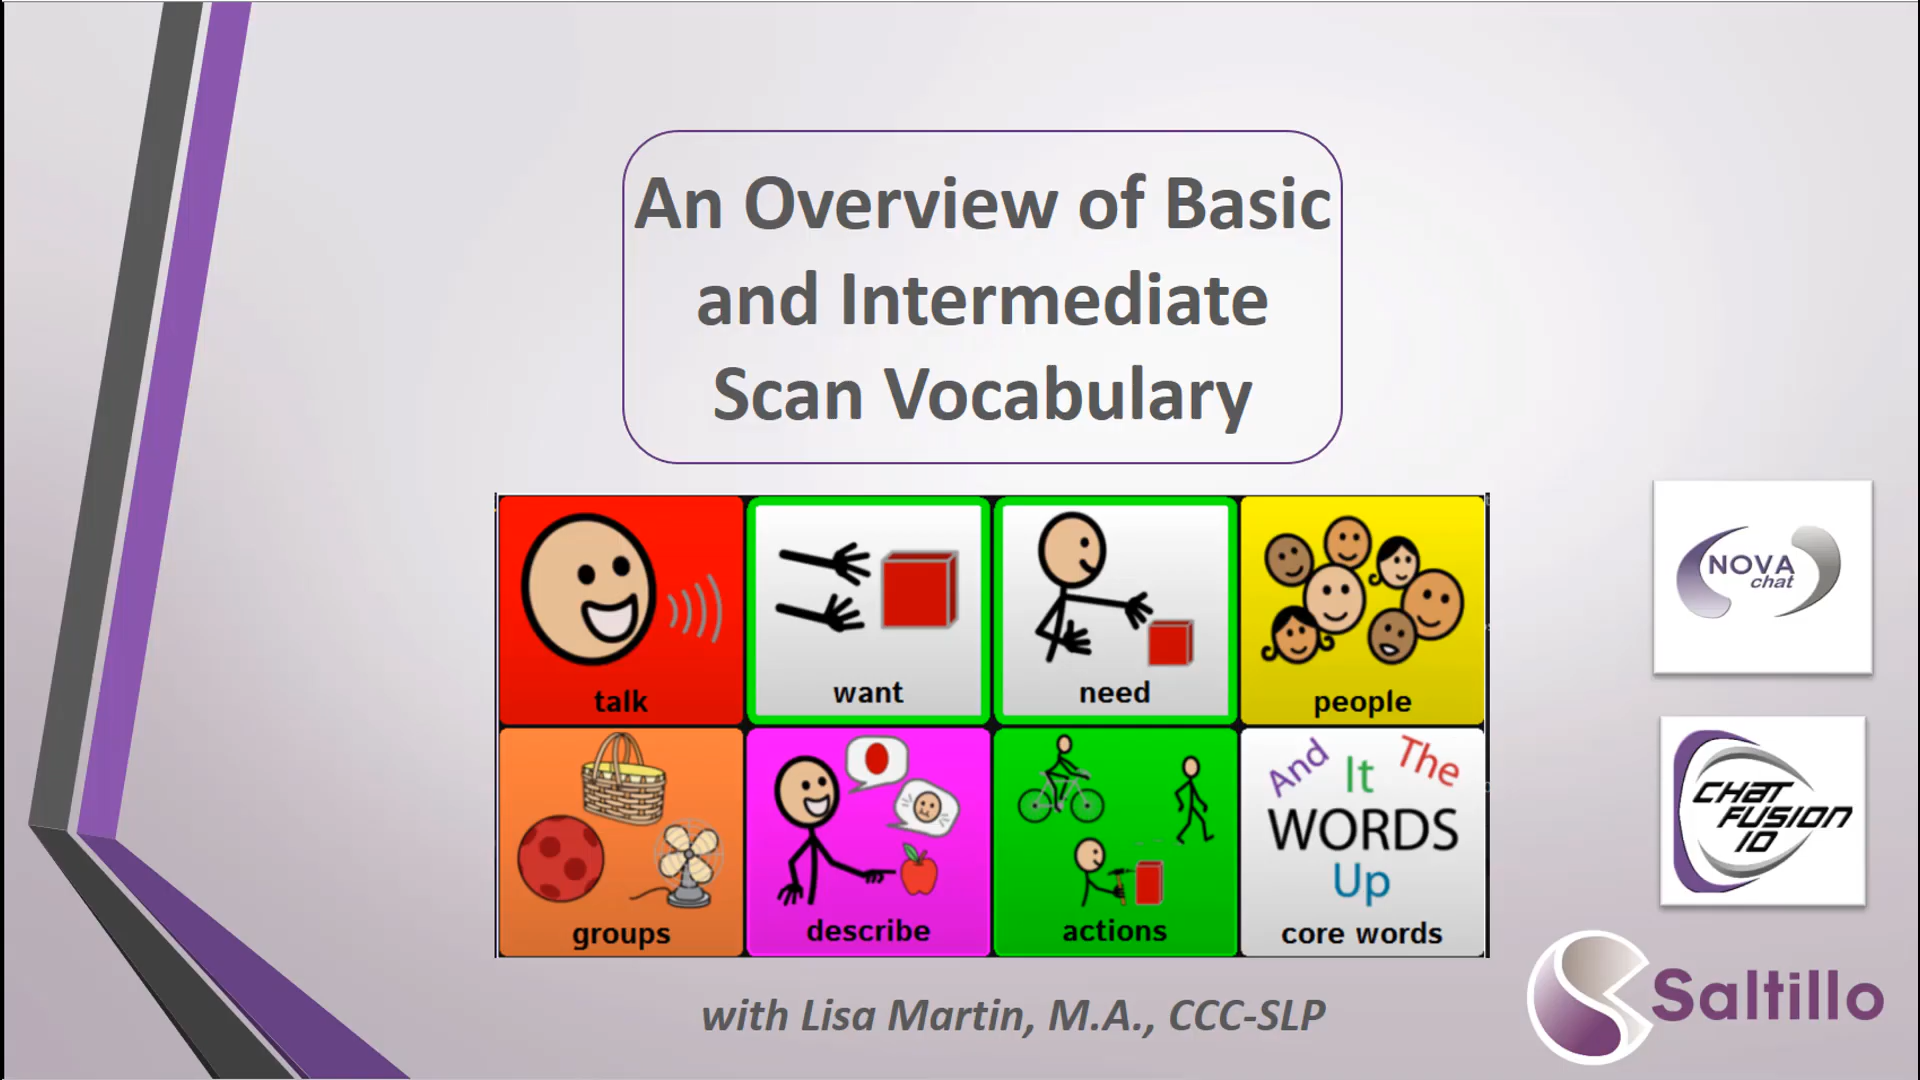 An Overview of Basic
and Intermediate
Scan Vocabulary
talk
want
need
people
groups
describe
actions
And It The
WORDS
Up
core words
NOVA
chat
CHAT
FUSION
10
with Lisa Martin, M.A., CCC-SLP
Saltillo